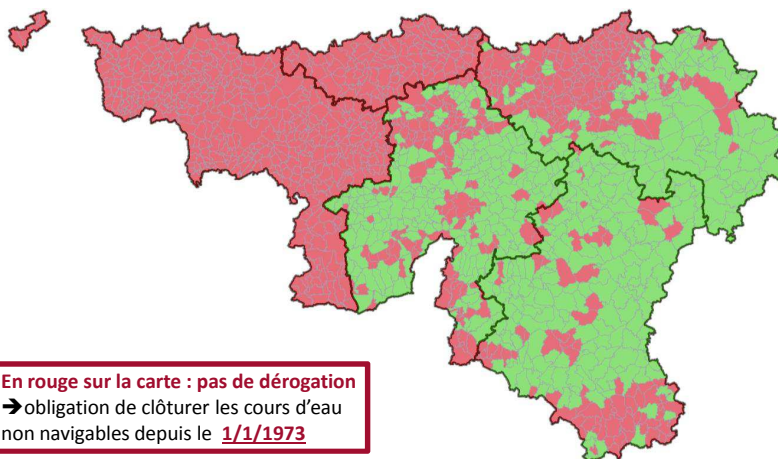 En rouge sur la carte : pas de dérogation
➔obligation de clôturer les cours d’eau
non navigables depuis le 1/1/1973